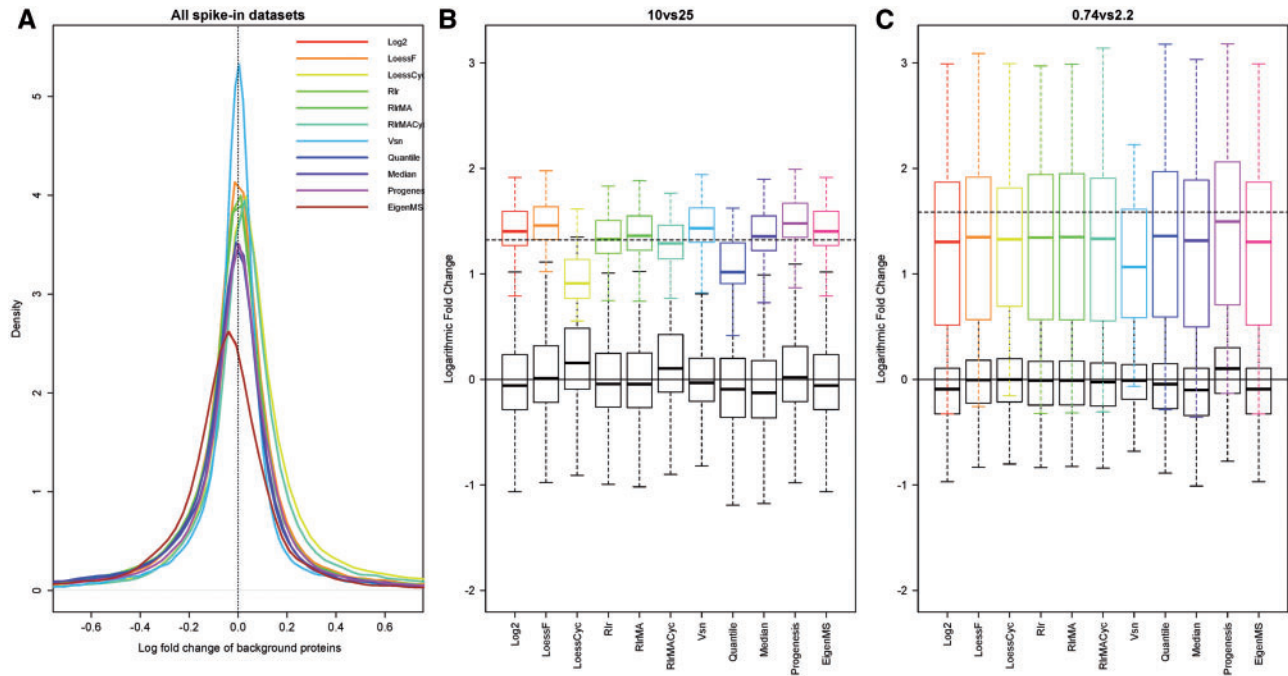 A
All spike-in datasets
Log2
LoessF
LoessCyc
Rlr
RlrMA
RlrMACyc
Vsn
Quantile
Median
Progenes
EigenMS
Density
0
1
2
3
4
5
-0.6
-0.2
0.0
0.2
0.4
0.6
Log fold change of background proteins
B
10vs25
Logarithmic Fold Change
3
2
1
0
-1
-2
Log2
LoessF
LoessCyc
Rlr
RlrMA
RlrMACyc
Vsn
Quantile
Median
Progenesis
EigenMS
C
0.74vs2.2
Logarithmic Fold Change
3
2
1
0
-1
-2
Log2
LoessF
LoessCyc
Rlr
RlrMA
RlrMACyc
Vsn
Quantile
Median
Progenesis
EigenMS